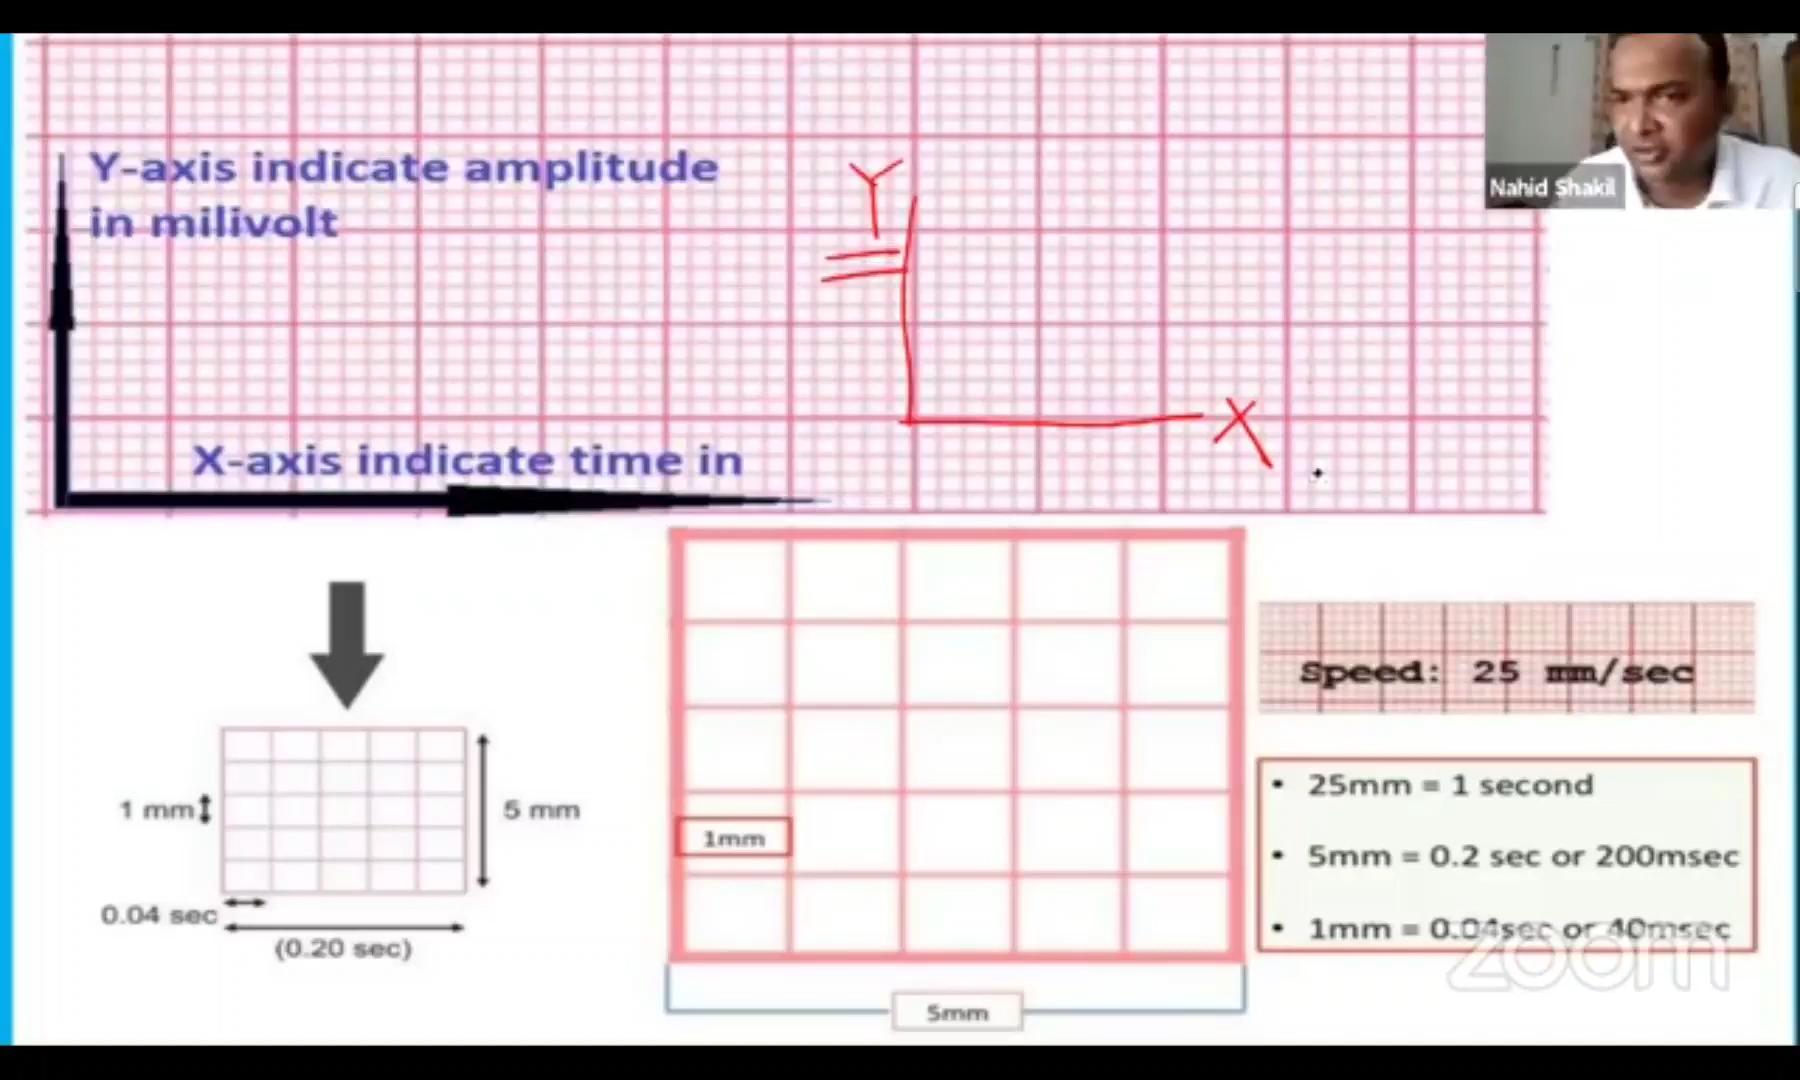 Y-axis indicate amplitude
in milivolt
Y
X
X-axis indicate time in
Nahid Shakil
1 mm
5 mm
0.04 sec
(0.20 sec)
1mm
5mm
Speed: 25 mm/sec
• 25mm = 1 second
• 5mm = 0.2 sec or 200msec
• 1mm = 0.04sec or 40msec
zoom